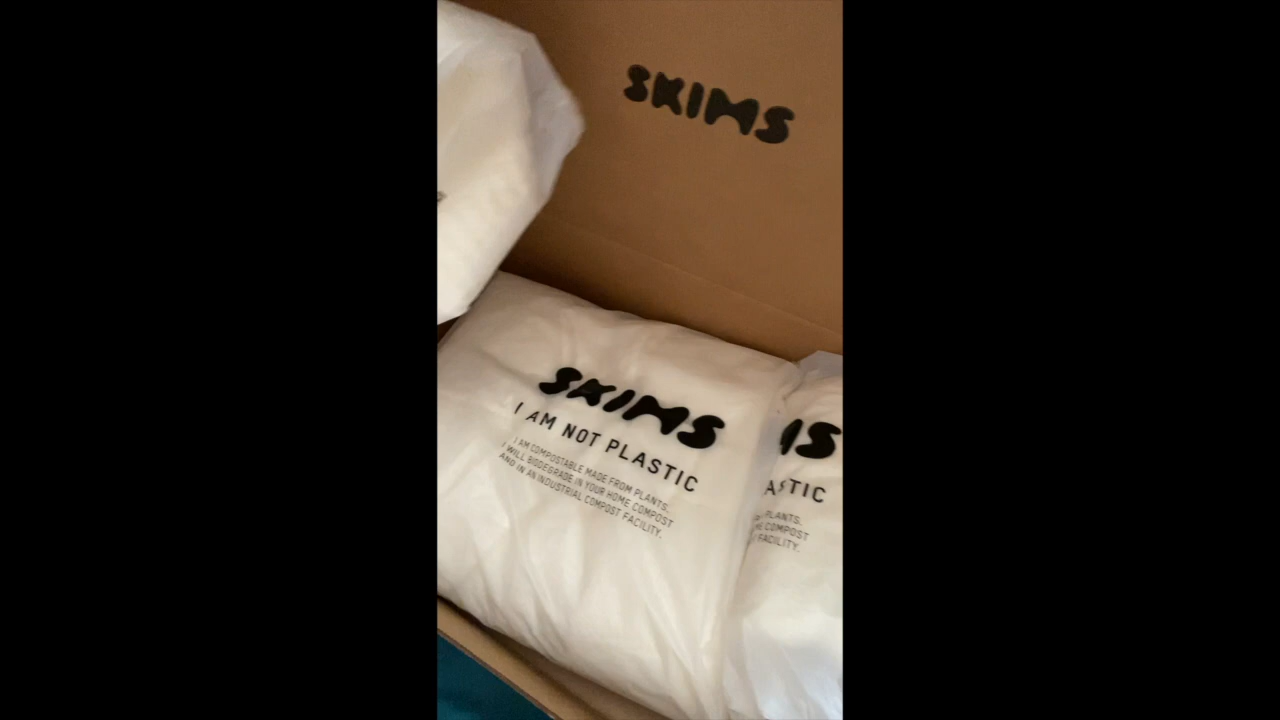 SKIMS
SKIMS
I AM NOT PLASTIC
I AM COMPOSTABLE MADE FROM PLANTS.
I WILL BIODEGRADE IN YOUR HOME COMPOST
AND IN AN INDUSTRIAL COMPOST FACILITY.
MS
ASTIC
PLANTS.
COMPOST
FACILITY.